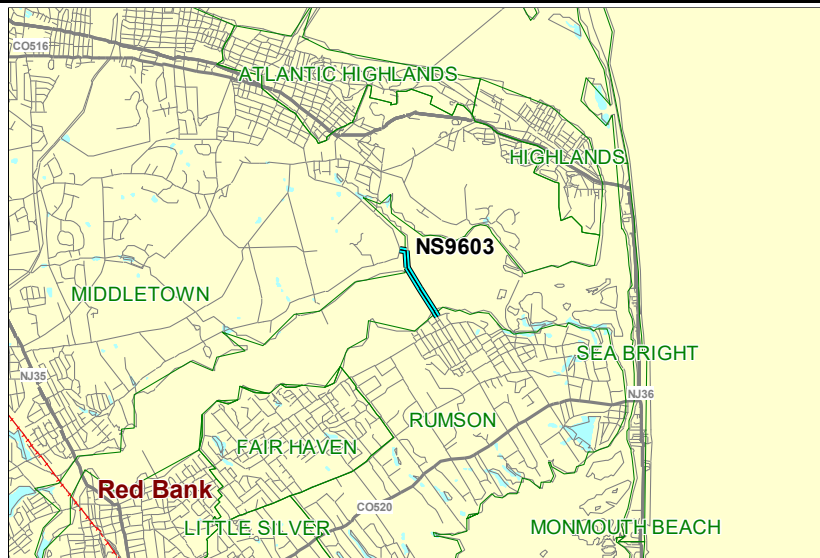 CO516
ATLANTIC HIGHLANDS
HIGHLANDS
NS9603
MIDDLETOWN
SEA BRIGHT
NJ35
NJ36
RUMSON
FAIR HAVEN
Red Bank
CO520
LITTLE SILVER
MONMOUTH BEACH